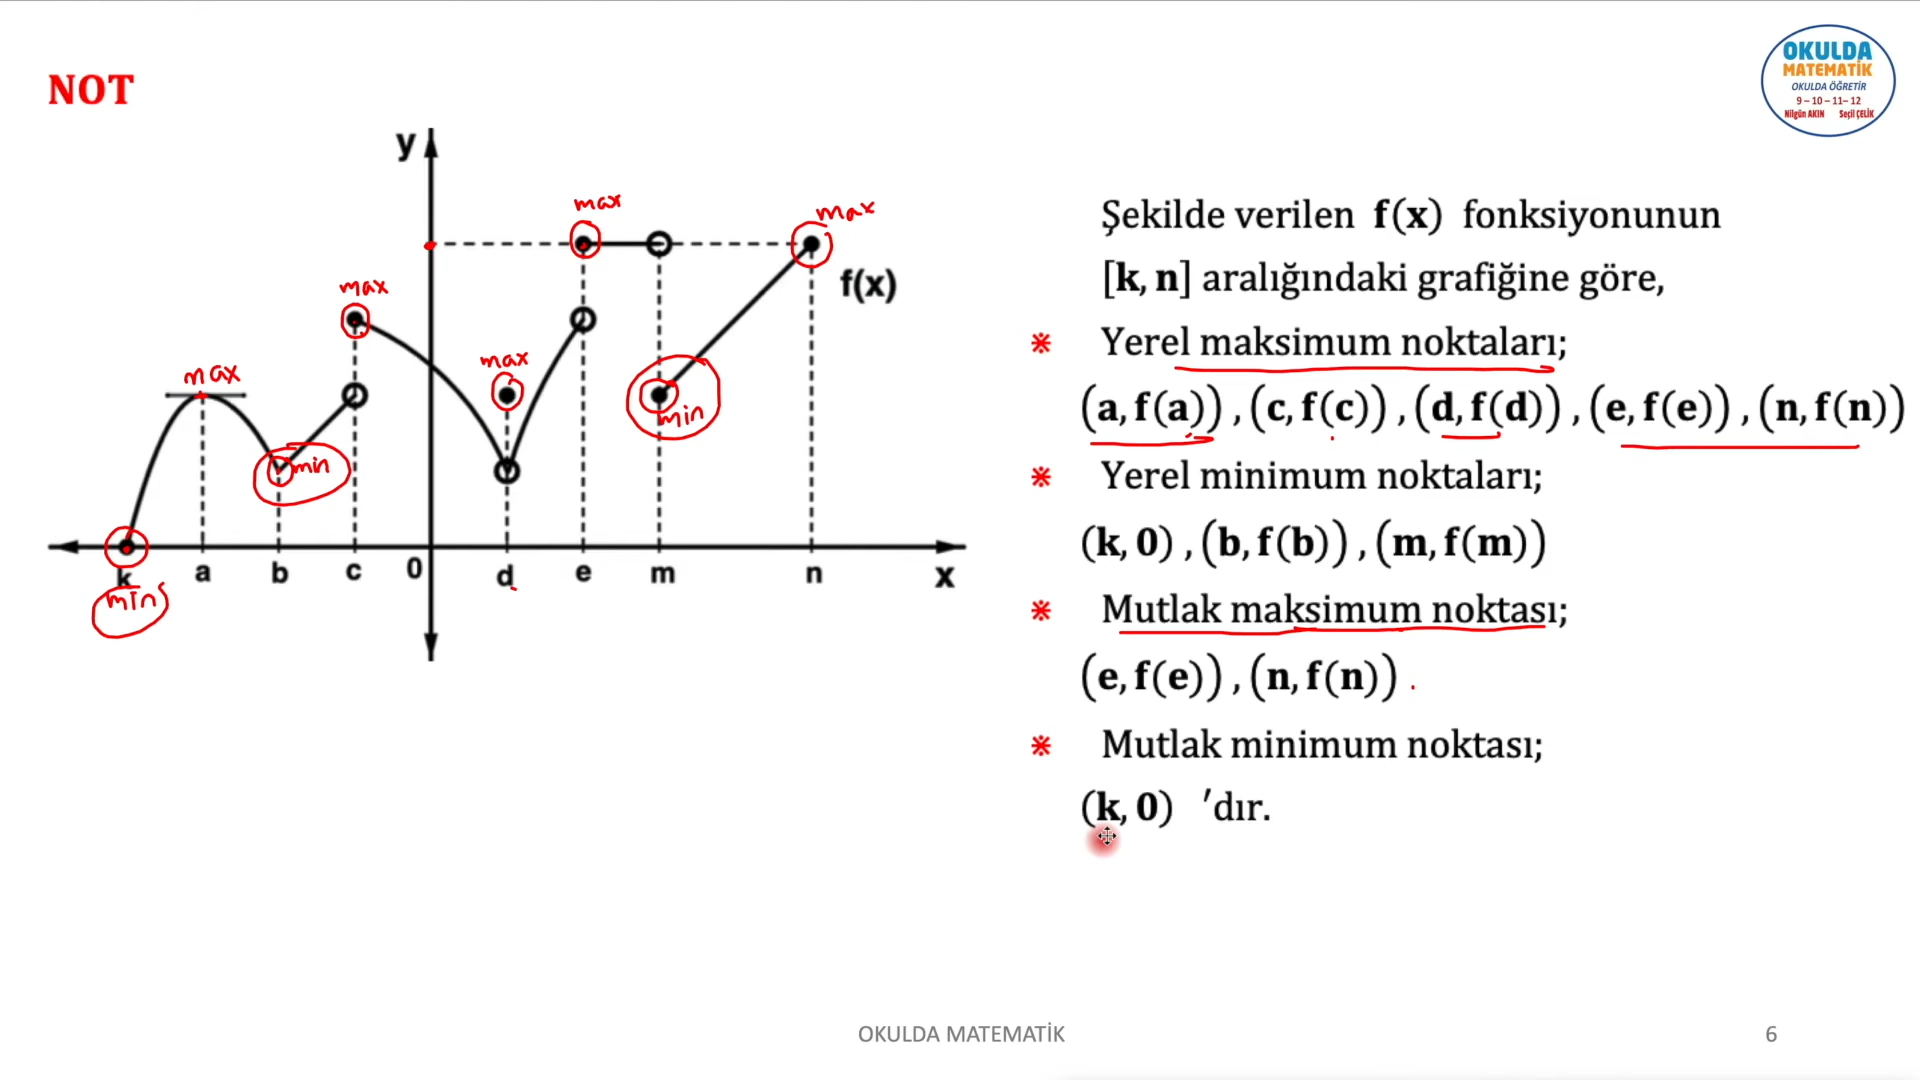 NOT
OKULDA
MATEMATİK
OKULDA ÖĞRETİR
9 – 10 – 11– 12
Nilgün AKIN Seçil ÇELİK
y
max
max
max
max
max
f(x)
min
min
k a b c 0 d e m n x
min
Şekilde verilen f(x) fonksiyonunun
[k, n] aralığındaki grafiğine göre,
※ Yerel maksimum noktaları;
(a, f(a)) , (c, f(c)) , (d, f(d)) , (e, f(e)) , (n, f(n))
※ Yerel minimum noktaları;
(k, 0) , (b, f(b)) , (m, f(m))
※ Mutlak maksimum noktası;
(e, f(e)) , (n, f(n)) .
※ Mutlak minimum noktası;
(k, 0) ′dır.
OKULDA MATEMATİK
6